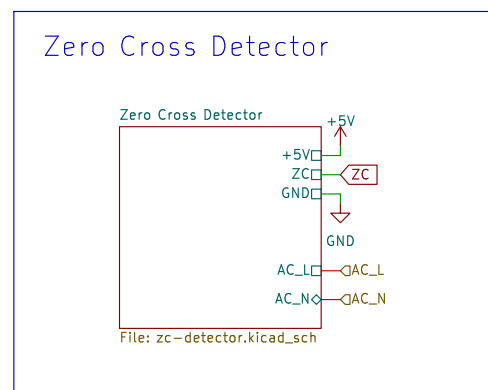 Zero Cross Detector
Zero Cross Detector
+5V
+5V
ZC ZC
GND
GND
AC_L AC_L
AC_N AC_N
File: zc-detector.kicad_sch